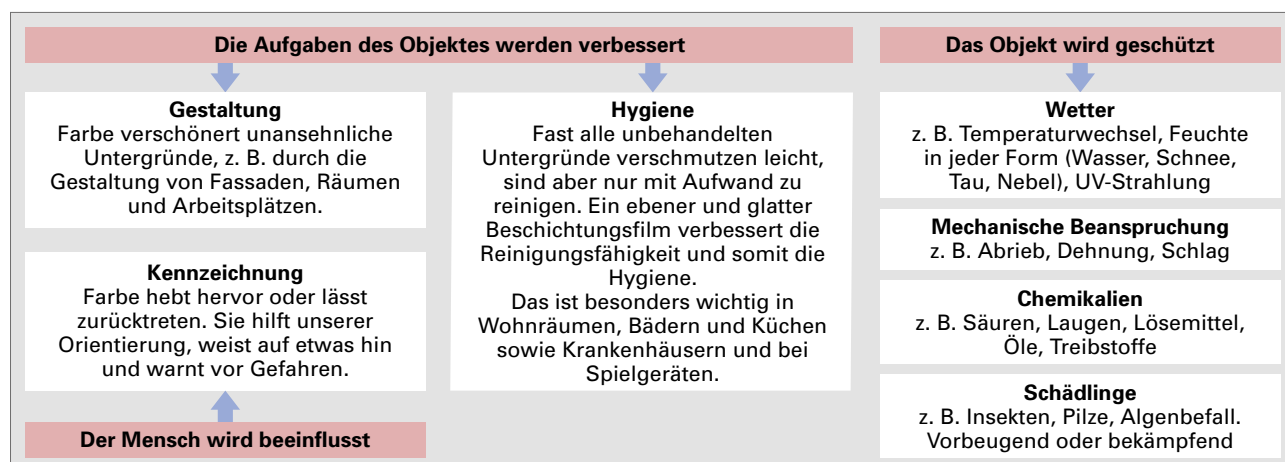 Die Aufgaben des Objektes werden verbessert
Gestaltung
Farbe verschönert unansehnliche
Untergründe, z. B. durch die
Gestaltung von Fassaden, Räumen
und Arbeitsplätzen.
Kennzeichnung
Farbe hebt hervor oder lässt
zurücktreten. Sie hilft unserer
Orientierung, weist auf etwas hin
und warnt vor Gefahren.
Der Mensch wird beeinflusst
Hygiene
Fast alle unbehandelten
Untergründe verschmutzen leicht,
sind aber nur mit Aufwand zu
reinigen. Ein ebener und glatter
Beschichtungsfilm verbessert die
Reinigungsfähigkeit und somit die
Hygiene.
Das ist besonders wichtig in
Wohnräumen, Bädern und Küchen
sowie Krankenhäusern und bei
Spielgeräten.
Das Objekt wird geschützt
Wetter
z. B. Temperaturwechsel, Feuchte
in jeder Form (Wasser, Schnee,
Tau, Nebel), UV-Strahlung
Mechanische Beanspruchung
z. B. Abrieb, Dehnung, Schlag
Chemikalien
z. B. Säuren, Laugen, Lösemittel,
Öle, Treibstoffe
Schädlinge
z. B. Insekten, Pilze, Algenbefall.
Vorbeugend oder bekämpfend